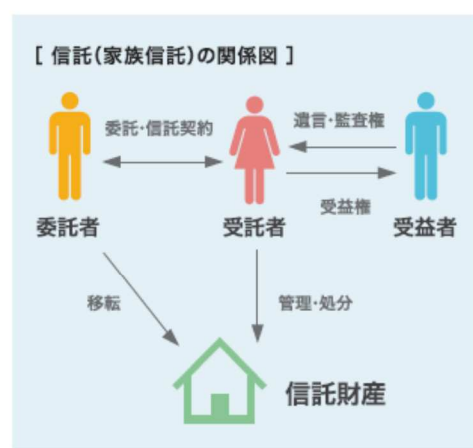 [ 信託(家族信託)の関係図 ]
委託・信託契約
遺言・監査権
受益権
委託者
受託者
受益者
移転
管理・処分
信託財産